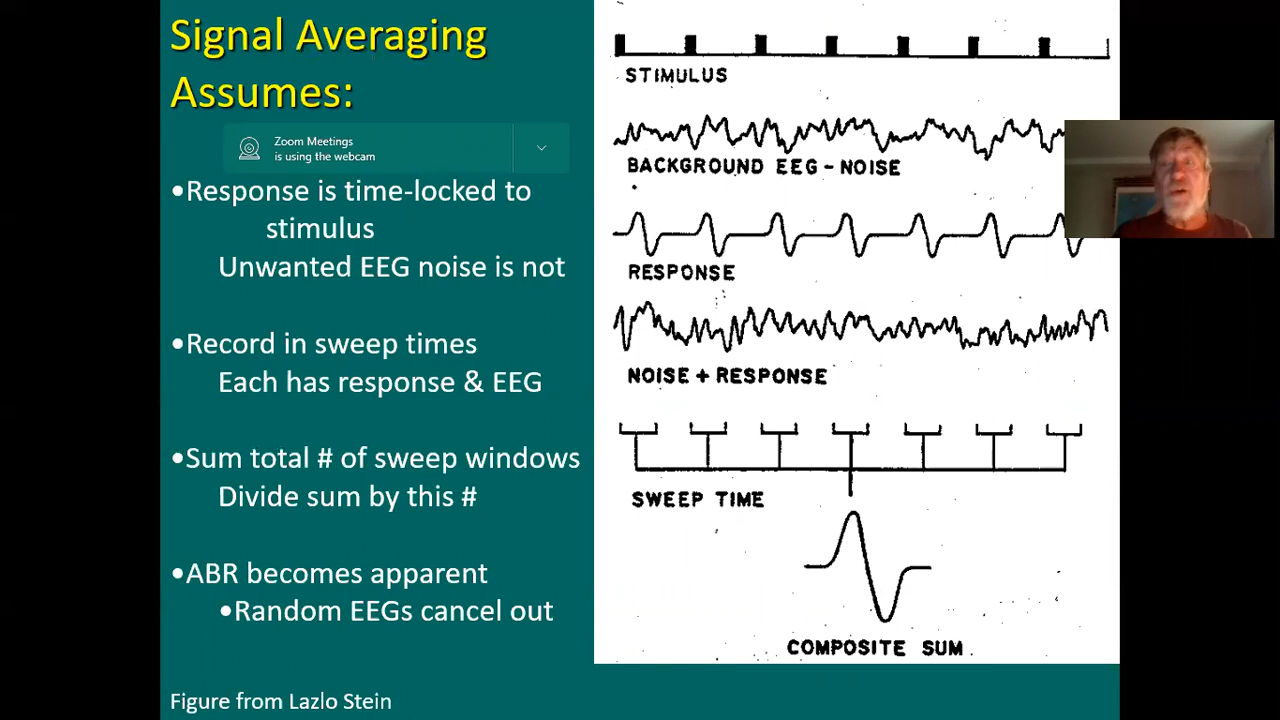 Signal Averaging
Assumes:
Zoom Meetings
is using the webcam
•Response is time-locked to
stimulus
Unwanted EEG noise is not
•Record in sweep times
Each has response & EEG
•Sum total # of sweep windows
Divide sum by this #
•ABR becomes apparent
•Random EEGs cancel out
Figure from Lazlo Stein
STIMULUS
BACKGROUND EEG - NOISE
RESPONSE
NOISE + RESPONSE
SWEEP TIME
COMPOSITE SUM